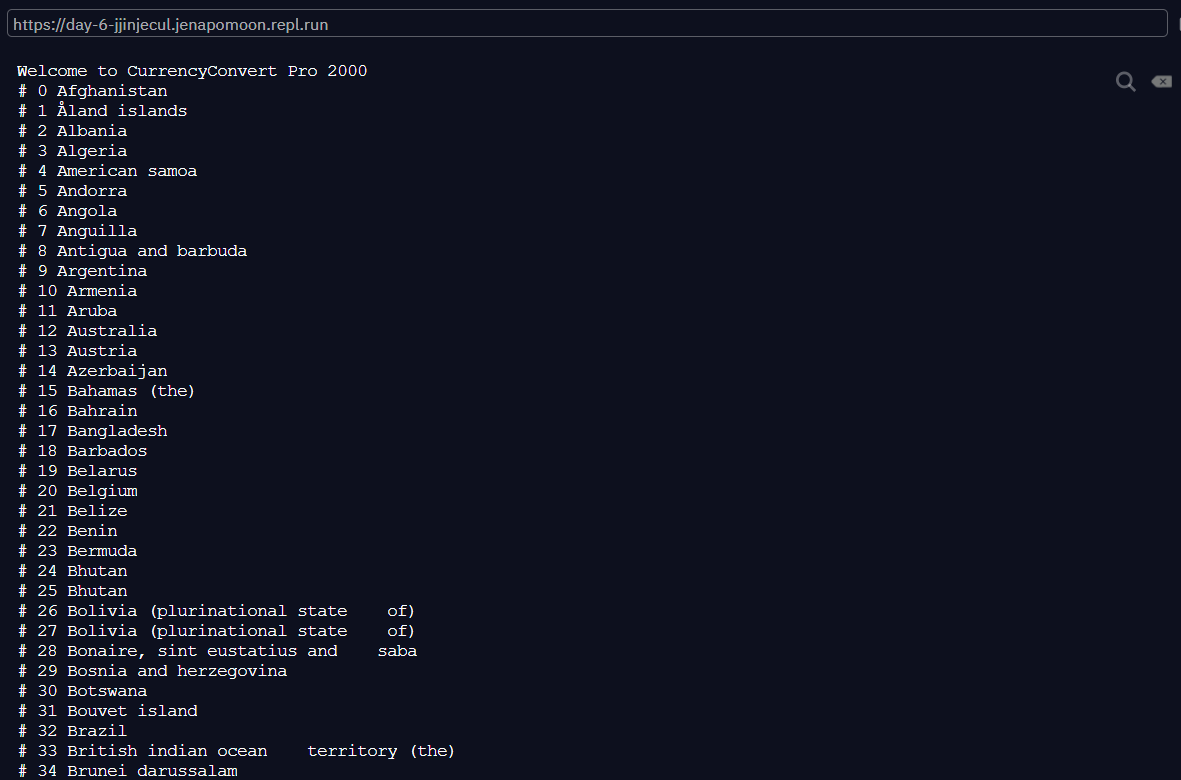 https://day-6-jjinjecul.jenapomoon.repl.run
Welcome to CurrencyConvert Pro 2000
# 0 Afghanistan
# 1 Åland islands
# 2 Albania
# 3 Algeria
# 4 American samoa
# 5 Andorra
# 6 Angola
# 7 Anguilla
# 8 Antigua and barbuda
# 9 Argentina
# 10 Armenia
# 11 Aruba
# 12 Australia
# 13 Austria
# 14 Azerbaijan
# 15 Bahamas (the)
# 16 Bahrain
# 17 Bangladesh
# 18 Barbados
# 19 Belarus
# 20 Belgium
# 21 Belize
# 22 Benin
# 23 Bermuda
# 24 Bhutan
# 25 Bhutan
# 26 Bolivia (plurinational state    of)
# 27 Bolivia (plurinational state    of)
# 28 Bonaire, sint eustatius and    saba
# 29 Bosnia and herzegovina
# 30 Botswana
# 31 Bouvet island
# 32 Brazil
# 33 British indian ocean    territory (the)
# 34 Brunei darussalam